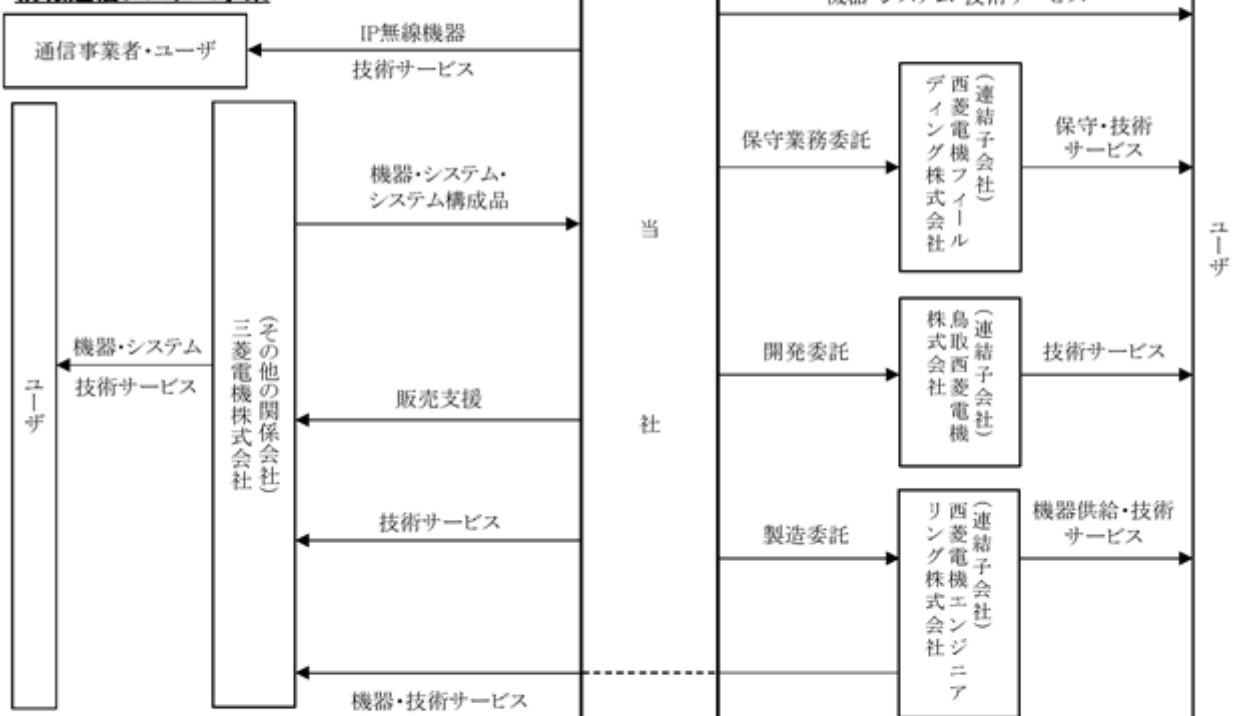 通信事業者・ユーザ
IP無線機器
技術サービス
機器・システム・
システム構成品
機器・システム
技術サービス
ユーザ
(その他の関係会社)
三菱電機株式会社
販売支援
技術サービス
機器・技術サービス
当
社
保守業務委託
(連結子会社)
西菱電機フィール
ディング株式会社
保守・技術
サービス
開発委託
(連結子会社)
鳥取西菱電機
株式会社
技術サービス
製造委託
(連結子会社)
西菱電機エンジニア
リング株式会社
機器供給・技術
サービス
ユーザ